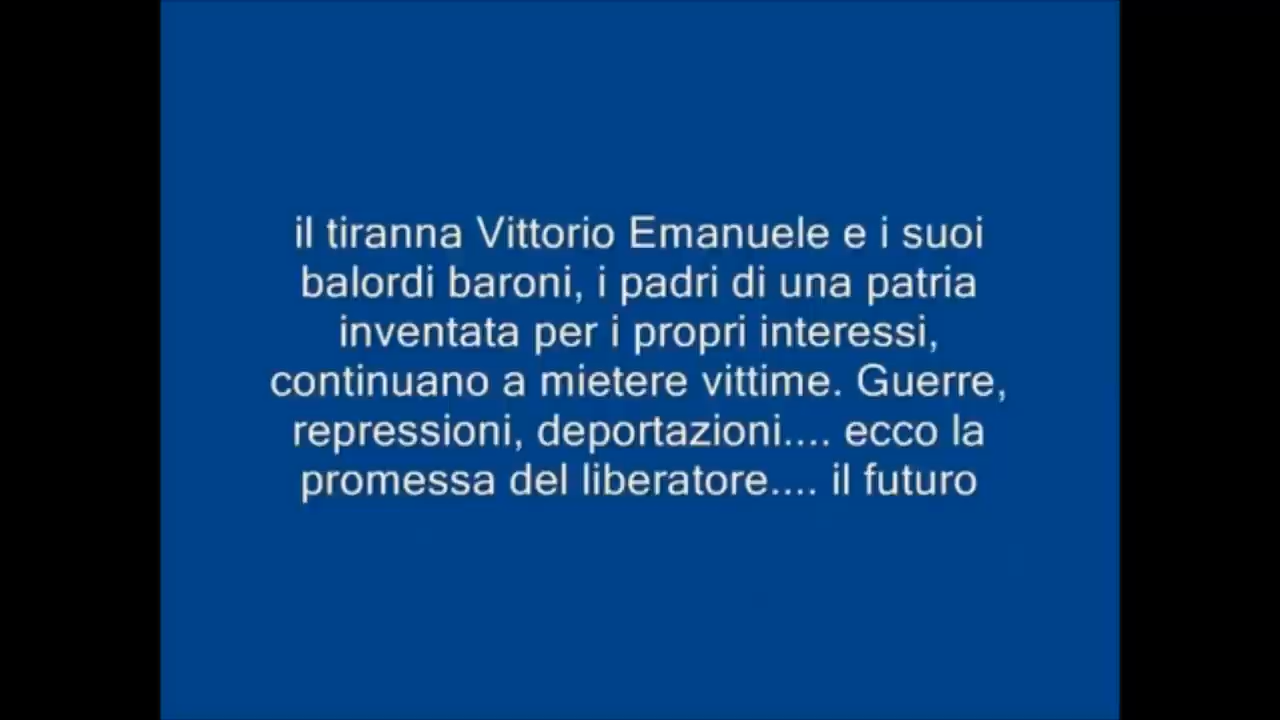 il tiranna Vittorio Emanuele e i suoi
balordi baroni, i padri di una patria
inventata per i propri interessi,
continuano a mietere vittime. Guerre,
repressioni, deportazioni.... ecco la
promessa del liberatore.... il futuro